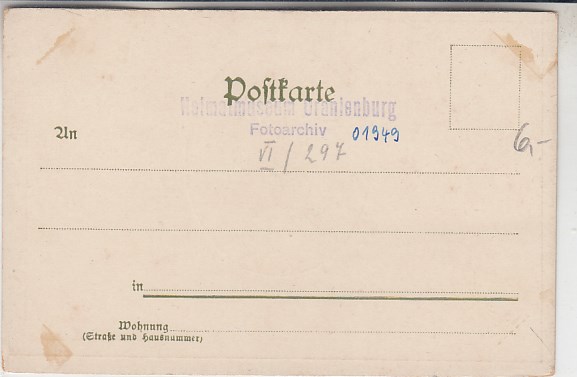 Postkarte
Heimatmuseum Oranienburg
Fotoarchiv 01949
VI / 297
6,-
An
in
Wohnung
(Straße und Hausnummer)